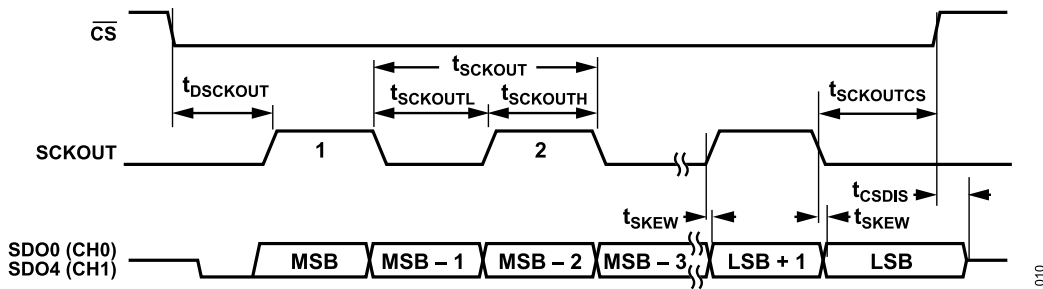 CS
tSCKOUT
tDSCKOUT
tSCKOUTL
tSCKOUTH
tSCKOUTCS
SCKOUT
1
2
tCSDIS
tSKEW
tSKEW
SDO0 (CH0)
SDO4 (CH1)
MSB
MSB – 1
MSB – 2
MSB – 3
LSB + 1
LSB
010